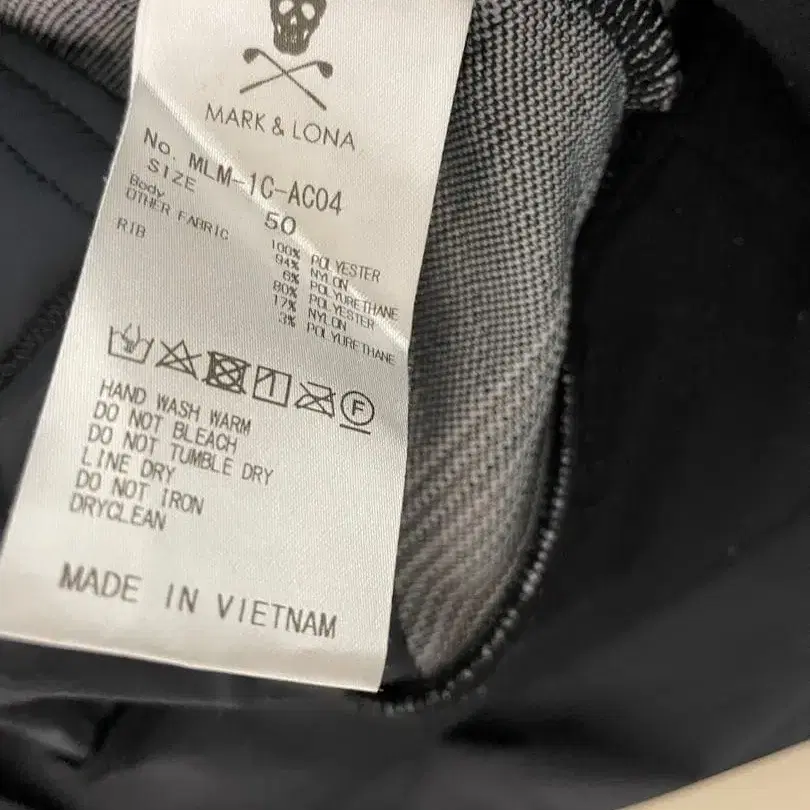 MARK & LONA
No. MLM-1C-AC04
SIZE 50
Body 100% POLYESTER
OTHER FABRIC 94% NYLON
6% POLYURETHANE
RIB 80% POLYESTER
17% NYLON
3% POLYURETHANE
F
HAND WASH WARM
DO NOT BLEACH
DO NOT TUMBLE DRY
LINE DRY
DO NOT IRON
DRYCLEAN
MADE IN VIETNAM